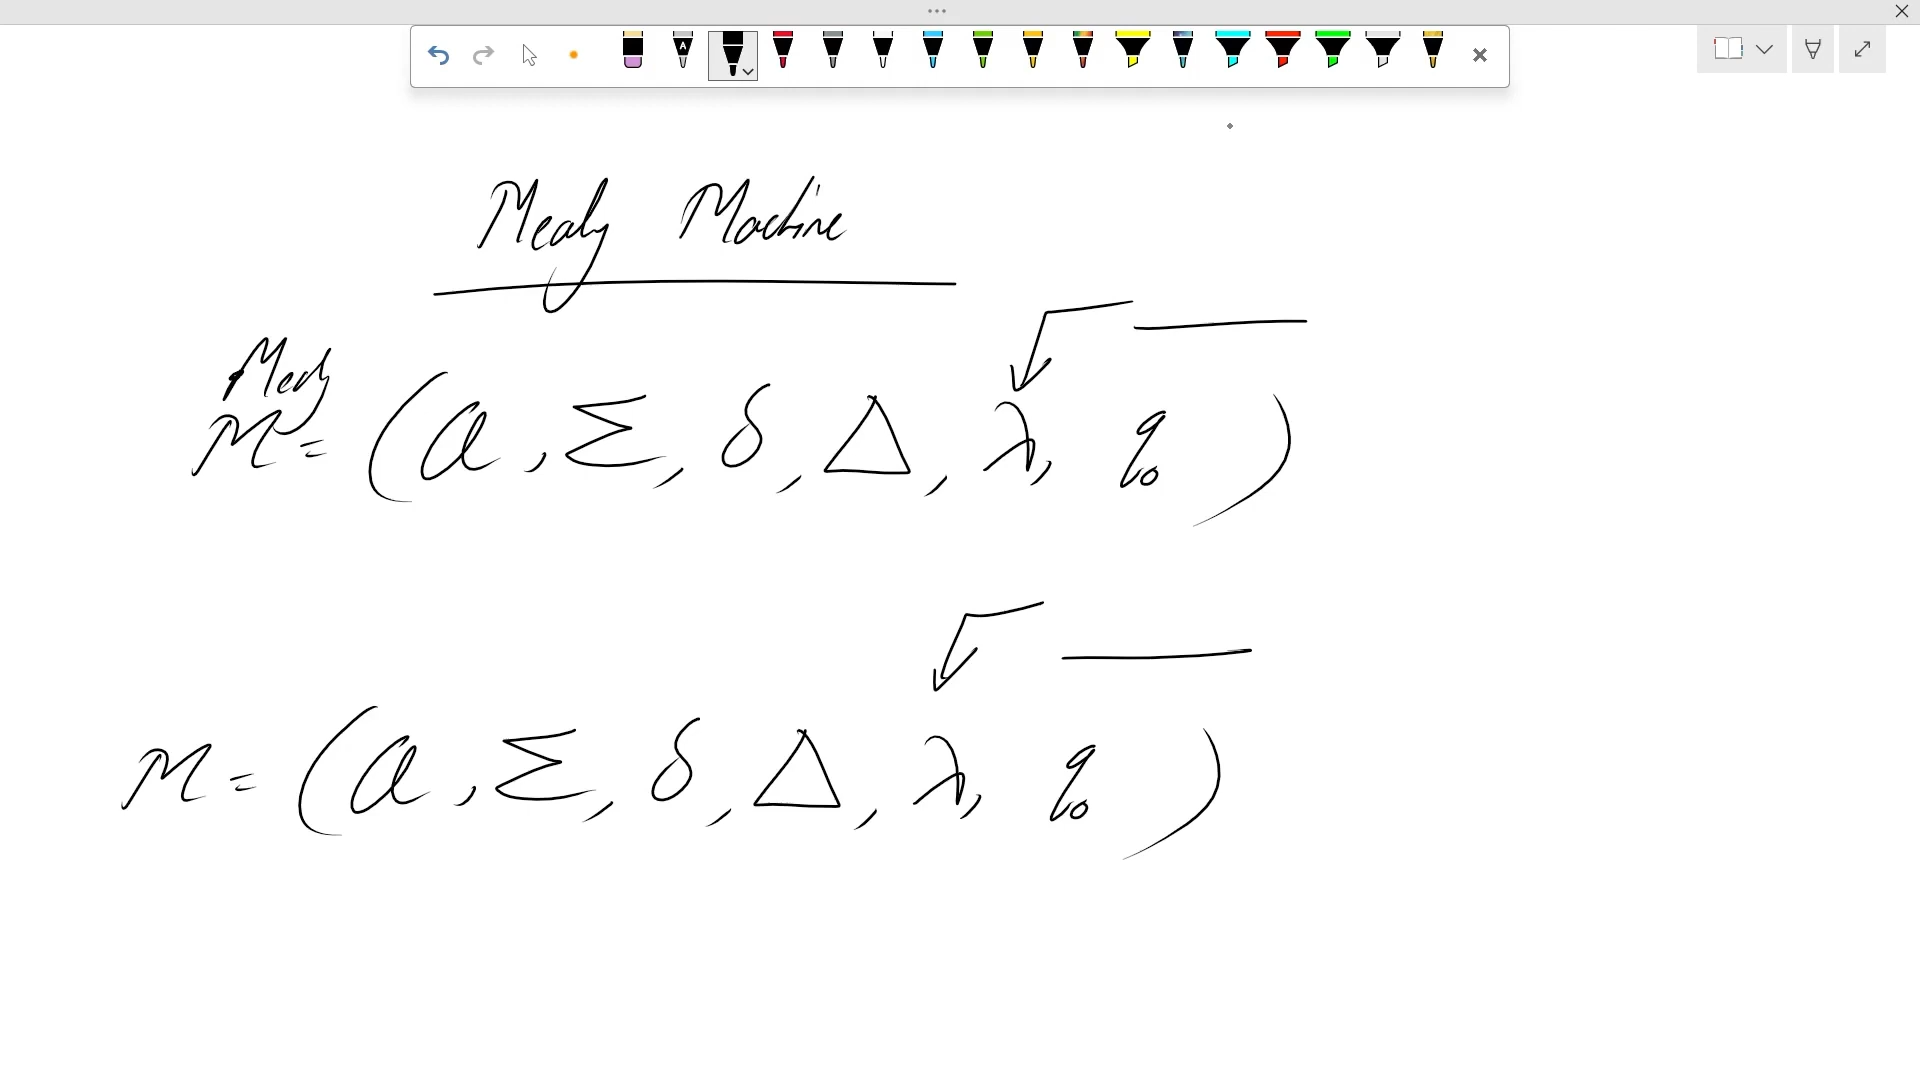 Mealy Machine
Mealy
M = (Q, Σ, δ, Δ, λ, q₀)
M = (Q, Σ, δ, Δ, λ, q₀)